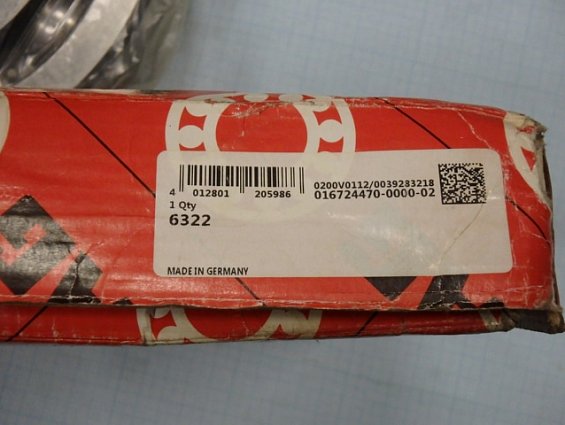 4 012801 205986
0200V0112/0039283218
016724470-0000-02
1 Qty
6322
MADE IN GERMANY